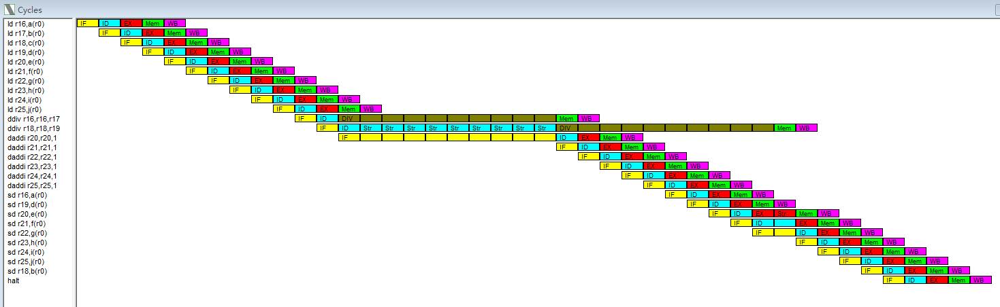 Cycles
ld r16,a(r0) IF ID EX Mem WB
ld r17,b(r0) IF ID EX Mem WB
ld r18,c(r0) IF ID EX Mem WB
ld r19,d(r0) IF ID EX Mem WB
ld r20,e(r0) IF ID EX Mem WB
ld r21,f(r0) IF ID EX Mem WB
ld r22,g(r0) IF ID EX Mem WB
ld r23,h(r0) IF ID EX Mem WB
ld r24,i(r0) IF ID EX Mem WB
ld r25,j(r0) IF ID EX Mem WB
ddiv r16,r16,r17 IF ID DIV Mem WB
ddiv r18,r18,r19 IF ID Str Str Str Str Str Str Str Str Str DIV Mem WB
daddi r20,r20,1 IF ID EX Mem WB
daddi r21,r21,1 IF ID EX Mem WB
daddi r22,r22,1 IF ID EX Mem WB
daddi r23,r23,1 IF ID EX Mem WB
daddi r24,r24,1 IF ID EX Mem WB
daddi r25,r25,1 IF ID EX Mem WB
sd r16,a(r0) IF ID EX Mem WB
sd r19,d(r0) IF ID EX Mem WB
sd r20,e(r0) IF ID EX Str Mem WB
sd r21,f(r0) IF ID EX Mem WB
sd r22,g(r0) IF ID EX Mem WB
sd r23,h(r0) IF ID EX Mem WB
sd r24,i(r0) IF ID EX Mem WB
sd r25,j(r0) IF ID EX Mem WB
sd r18,b(r0) IF ID EX Mem WB
halt IF ID EX Mem WB